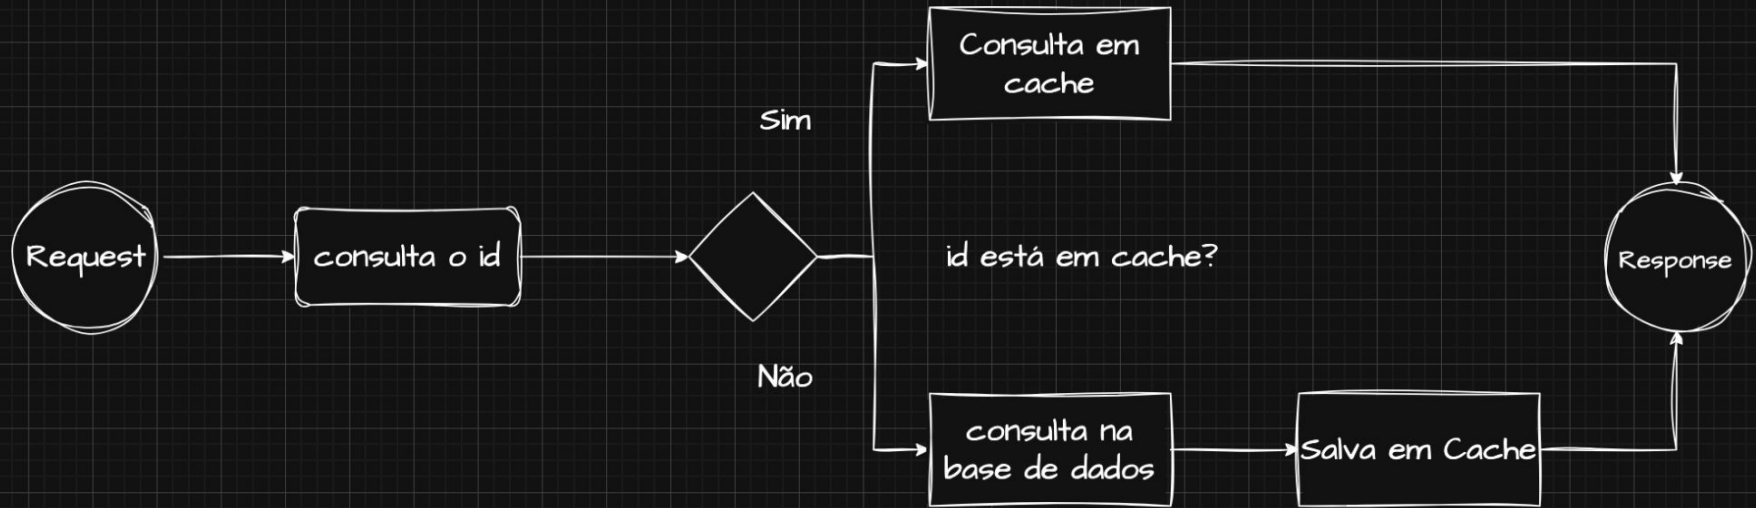 Request
consulta o id
Sim
Não
id está em cache?
Consulta em
cache
consulta na
base de dados
Salva em Cache
Response